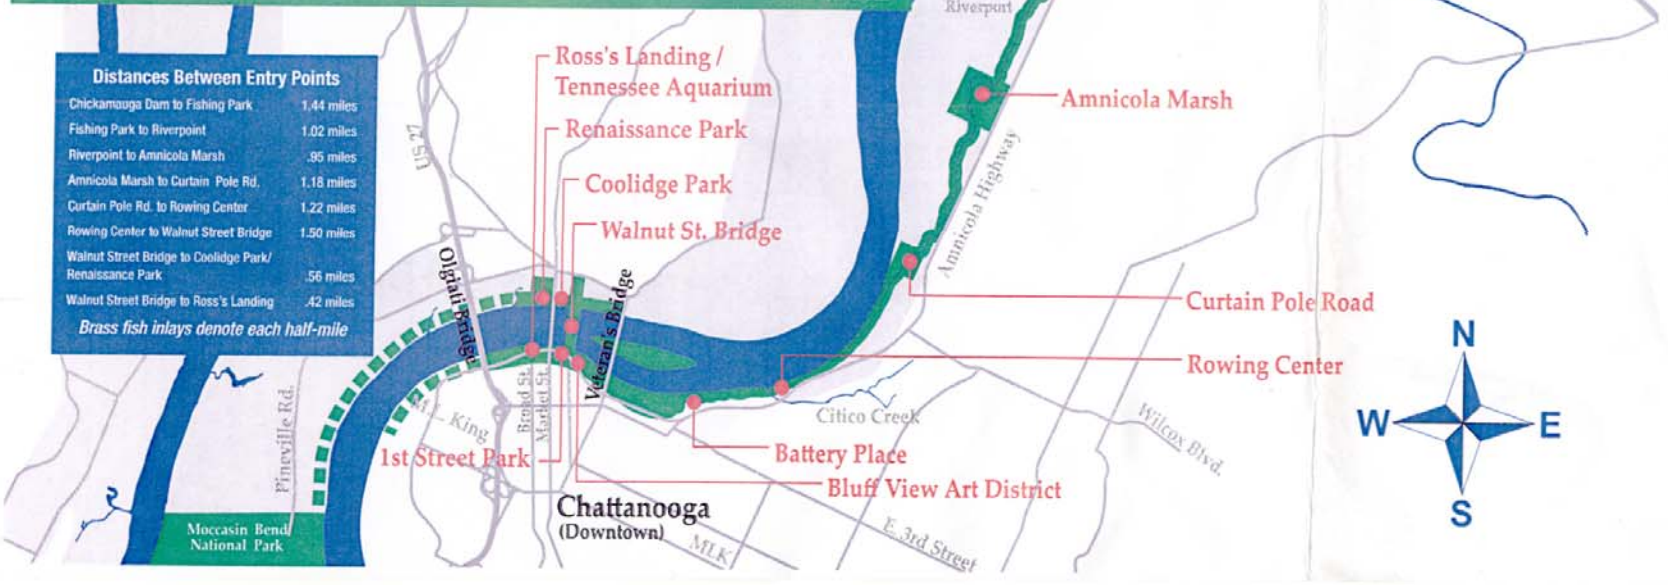 Riverport
Distances Between Entry Points
Chickamauga Dam to Fishing Park 1.44 miles
Fishing Park to Riverpoint 1.02 miles
Riverpoint to Amnicola Marsh .95 miles
Amnicola Marsh to Curtain Pole Rd. 1.18 miles
Curtain Pole Rd. to Rowing Center 1.22 miles
Rowing Center to Walnut Street Bridge 1.50 miles
Walnut Street Bridge to Coolidge Park/
Renaissance Park .56 miles
Walnut Street Bridge to Ross's Landing .42 miles
Brass fish inlays denote each half-mile
US 27
Ross's Landing /
Tennessee Aquarium
Renaissance Park
Coolidge Park
Walnut St. Bridge
Amnicola Marsh
Amnicola Highway
Olgiati Bridge
Veteran's Bridge
Curtain Pole Road
Rowing Center
Citico Creek
Wilcox Blvd.
Pineville Rd.
M.L. King
Broad St.
Market St.
1st Street Park
Battery Place
Bluff View Art District
Chattanooga
(Downtown)
MLK
E. 3rd Street
Moccasin Bend
National Park
N
W E
S